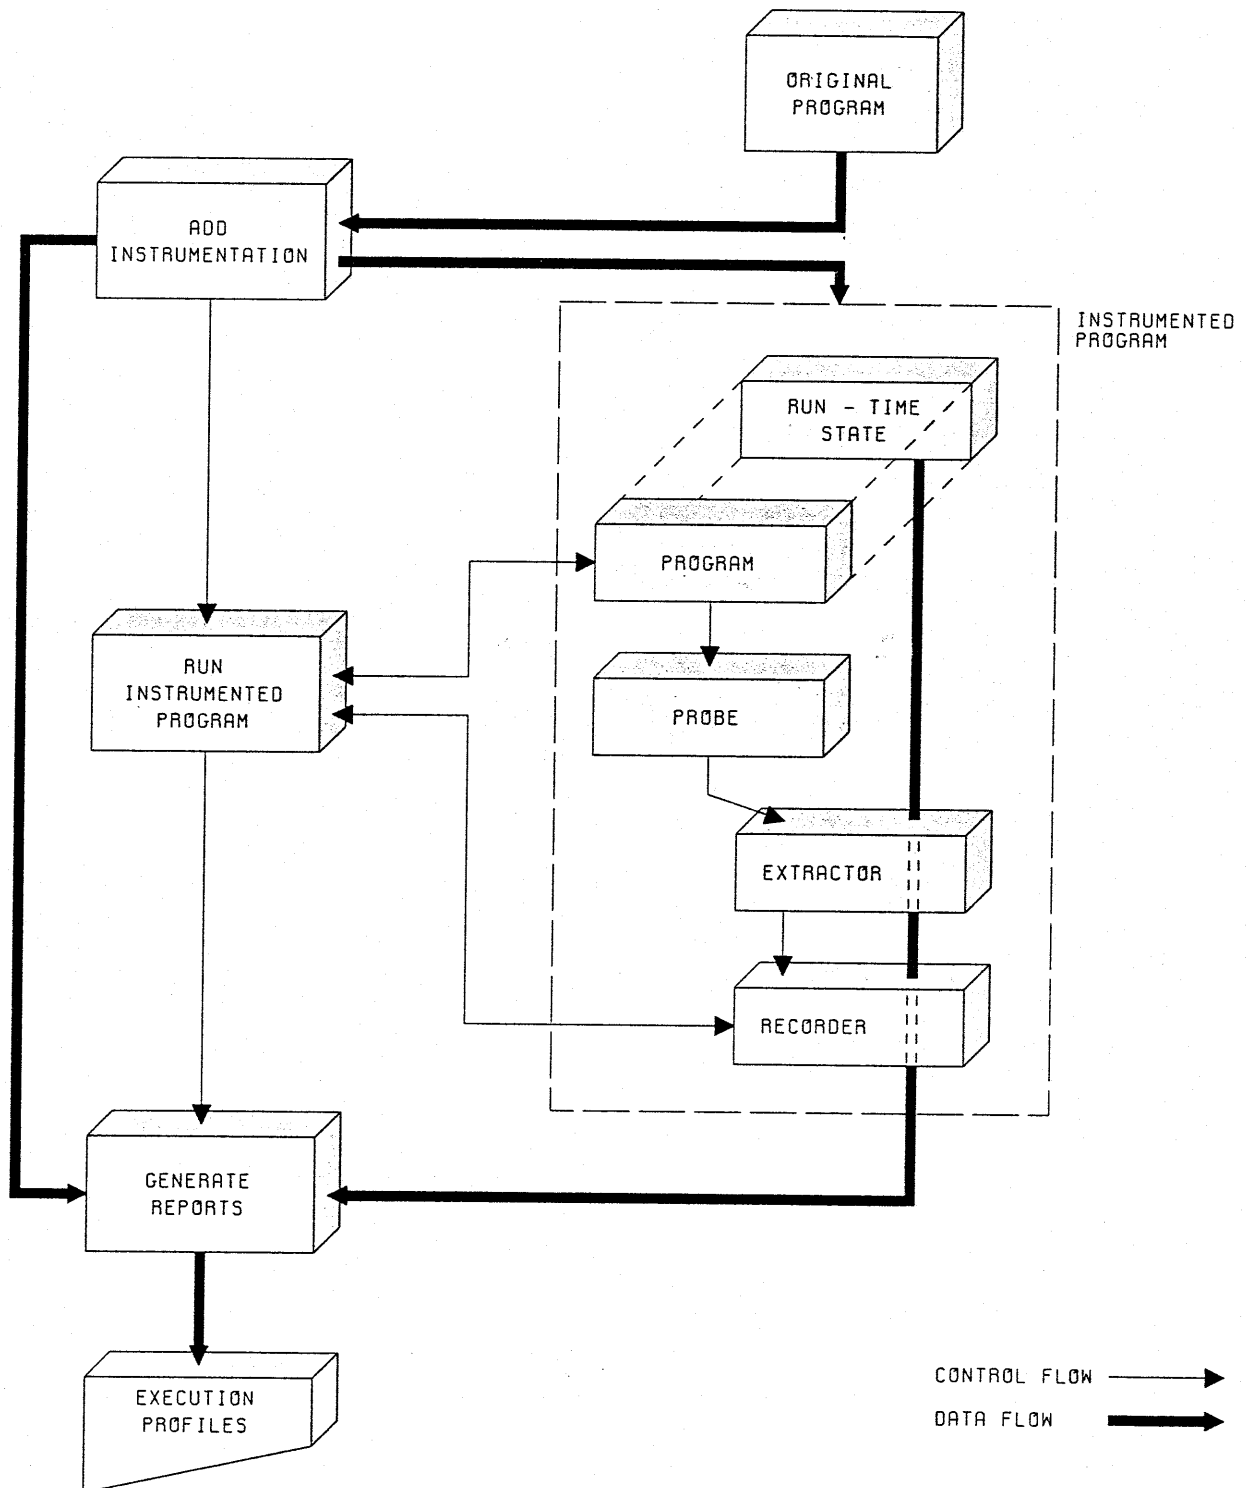 ORIGINAL
PROGRAM
ADD
INSTRUMENTATION
INSTRUMENTED
PROGRAM
RUN - TIME
STATE
PROGRAM
RUN
INSTRUMENTED
PROGRAM
PROBE
EXTRACTOR
RECORDER
GENERATE
REPORTS
EXECUTION
PROFILES
CONTROL FLOW
DATA FLOW